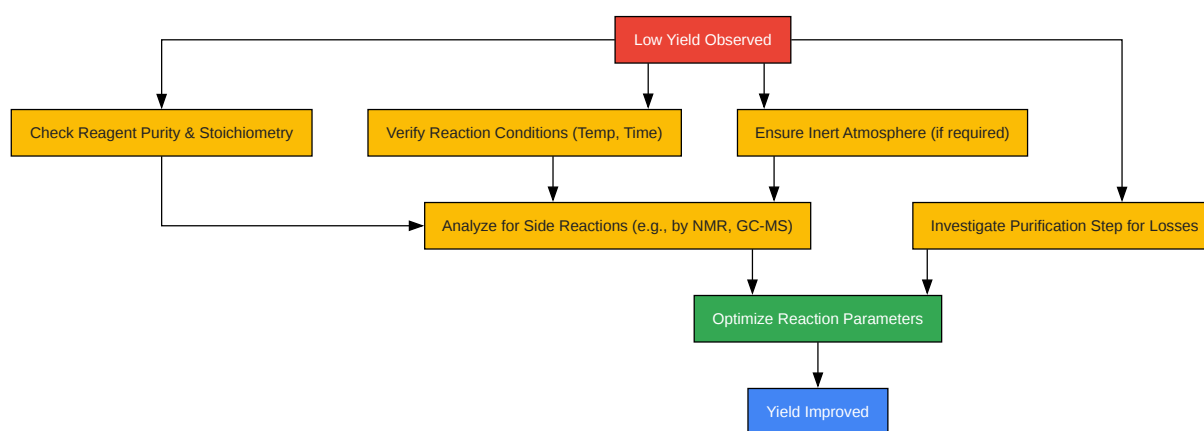 Low Yield Observed
Check Reagent Purity & Stoichiometry
Verify Reaction Conditions (Temp, Time)
Ensure Inert Atmosphere (if required)
Analyze for Side Reactions (e.g., by NMR, GC-MS)
Investigate Purification Step for Losses
Optimize Reaction Parameters
Yield Improved